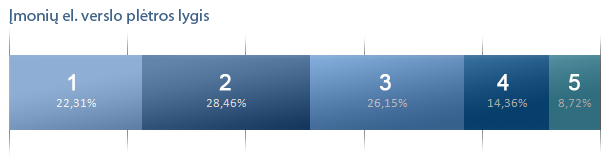 Įmonių el. verslo plėtros lygis
1 2 3 4 5
22,31% 28,46% 26,15% 14,36% 8,72%